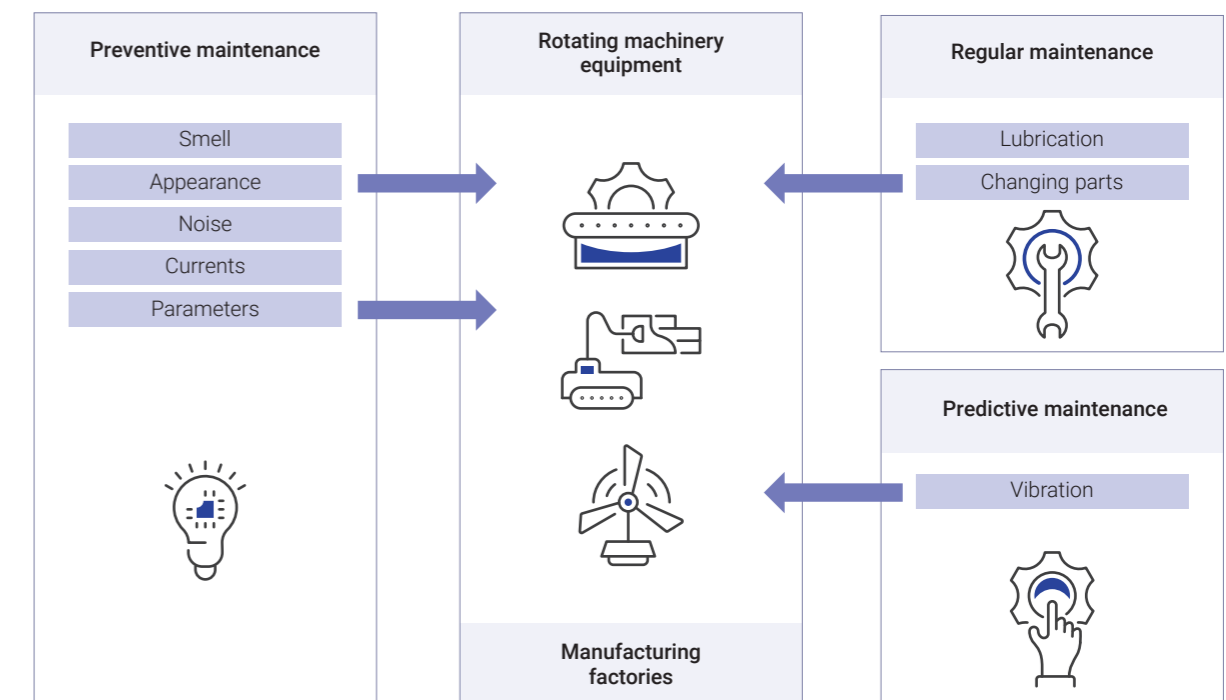 Preventive maintenance
Smell
Appearance
Noise
Currents
Parameters
Rotating machinery
equipment
Manufacturing
factories
Regular maintenance
Lubrication
Changing parts
Predictive maintenance
Vibration